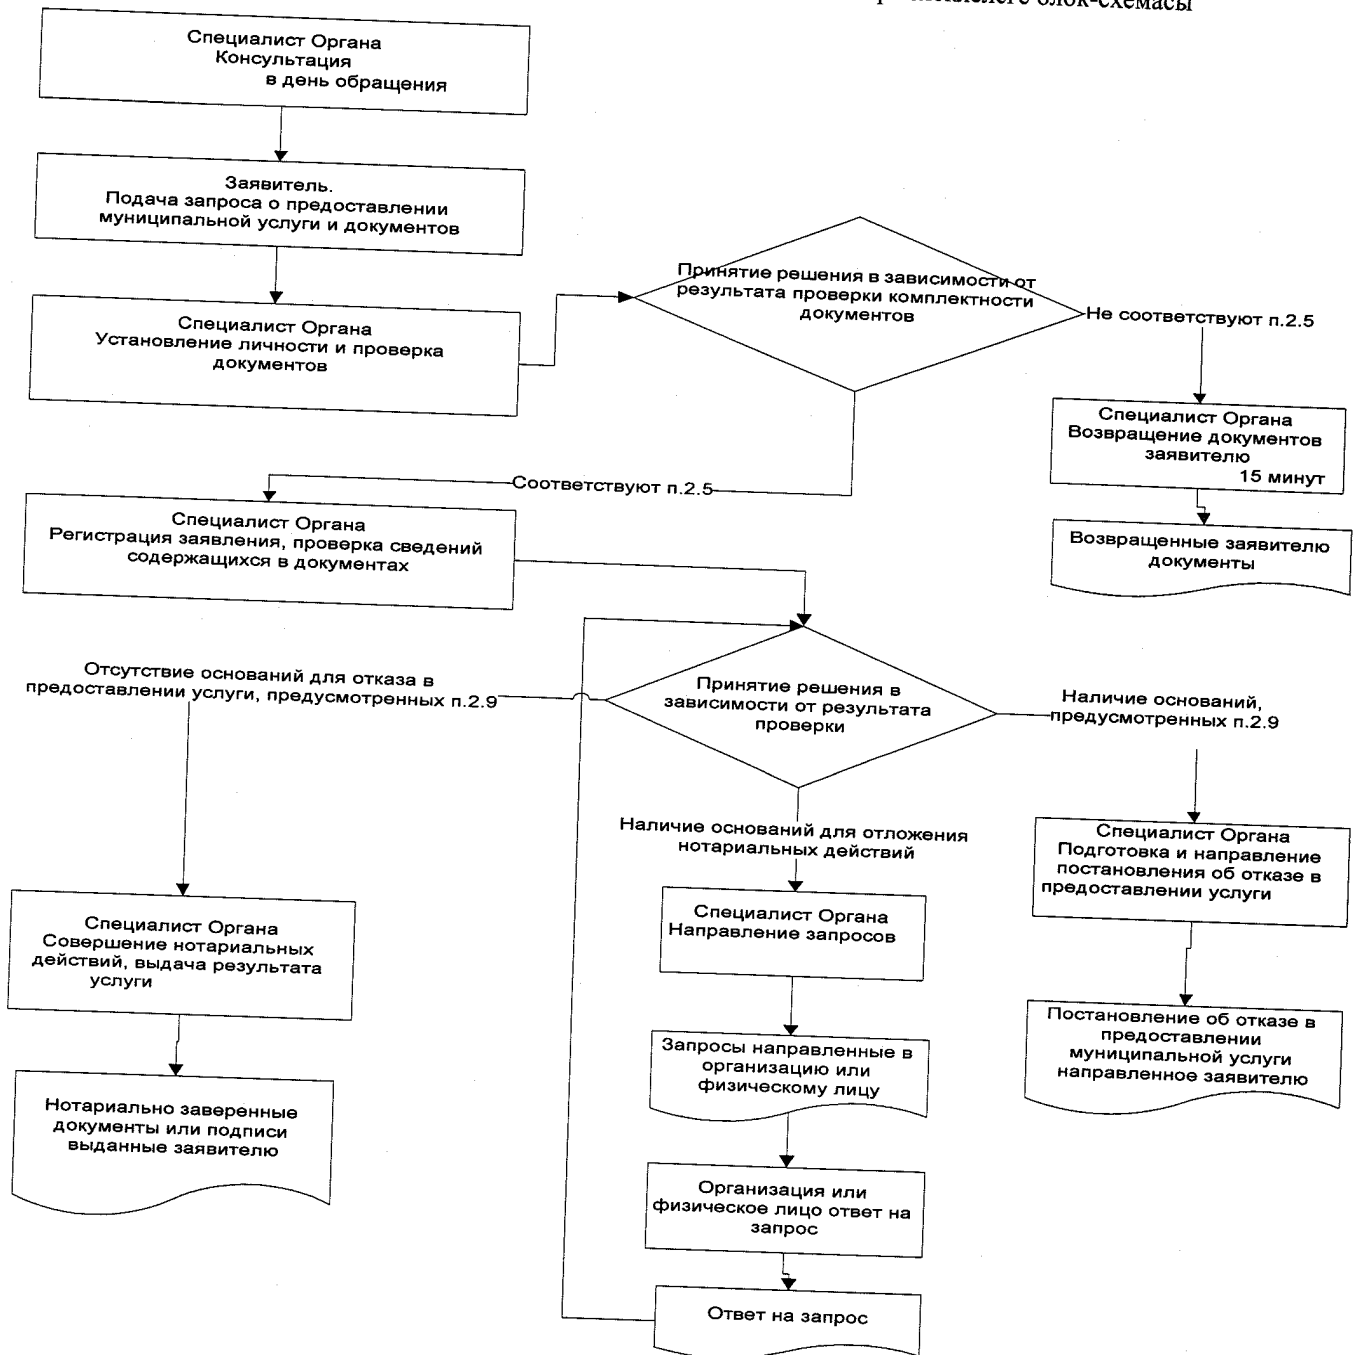 блок-схемасы
Специалист Органа
Консультация
в день обращения
Заявитель.
Подача запроса о предоставлении
муниципальной услуги и документов
Специалист Органа
Установление личности и проверка
документов
Принятие решения в зависимости от
результата проверки комплектности
документов
Не соответствуют п.2.5
Специалист Органа
Возвращение документов
заявителю
15 минут
Возвращенные заявителю
документы
Соответствуют п.2.5
Специалист Органа
Регистрация заявления, проверка сведений
содержащихся в документах
Принятие решения в
зависимости от результата
проверки
Отсутствие оснований для отказа в
предоставлении услуги, предусмотренных п.2.9
Наличие оснований,
предусмотренных п.2.9
Наличие оснований для отложения
нотариальных действий
Специалист Органа
Совершение нотариальных
действий, выдача результата
услуги
Нотариально заверенные
документы или подписи
выданные заявителю
Специалист Органа
Направление запросов
Запросы направленные в
организацию или
физическому лицу
Организация или
физическое лицо ответ на
запрос
Ответ на запрос
Специалист Органа
Подготовка и направление
постановления об отказе в
предоставлении услуги
Постановление об отказе в
предоставлении
муниципальной услуги
направленное заявителю